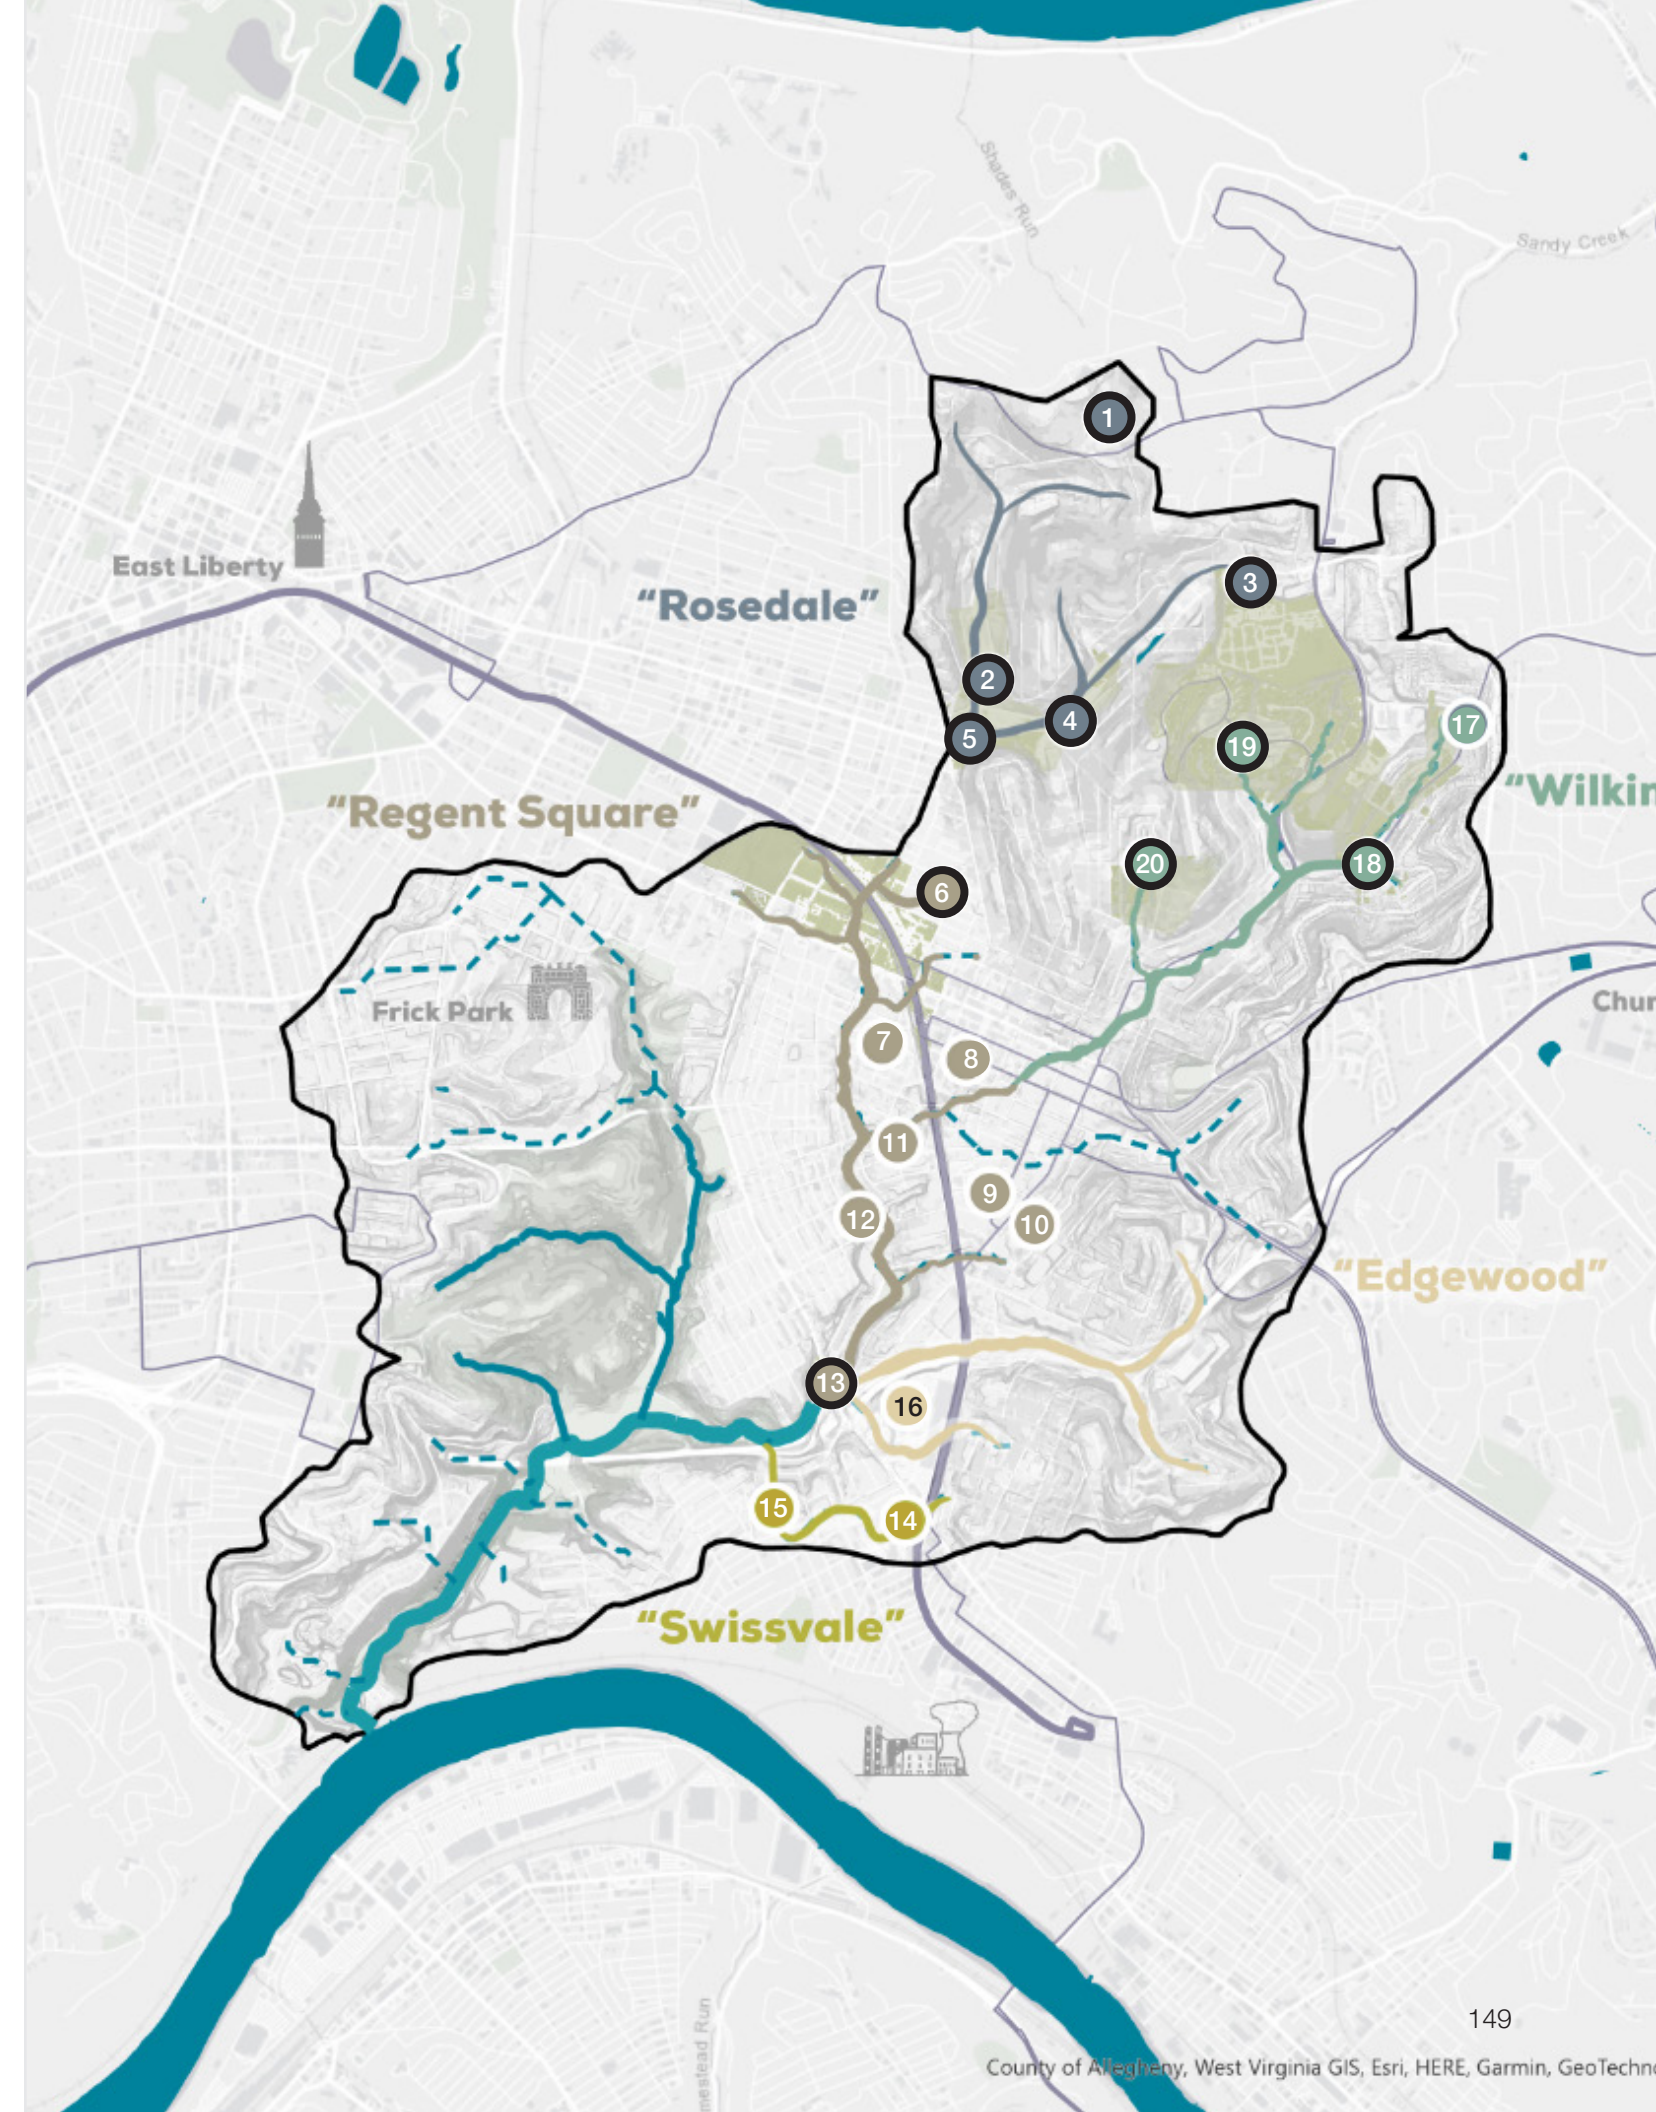 Shades Run
Sandy Creek
1
East Liberty
3
“Rosedale”
2
4
5
17
19
“Wilkin
“Regent Square”
20
18
6
Frick Park
Chur
7
8
11
9
12
10
“Edgewood”
13
16
15
14
“Swissvale”
mestead Run
149
County of Allegheny, West Virginia GIS, Esri, HERE, Garmin, GeoTechno